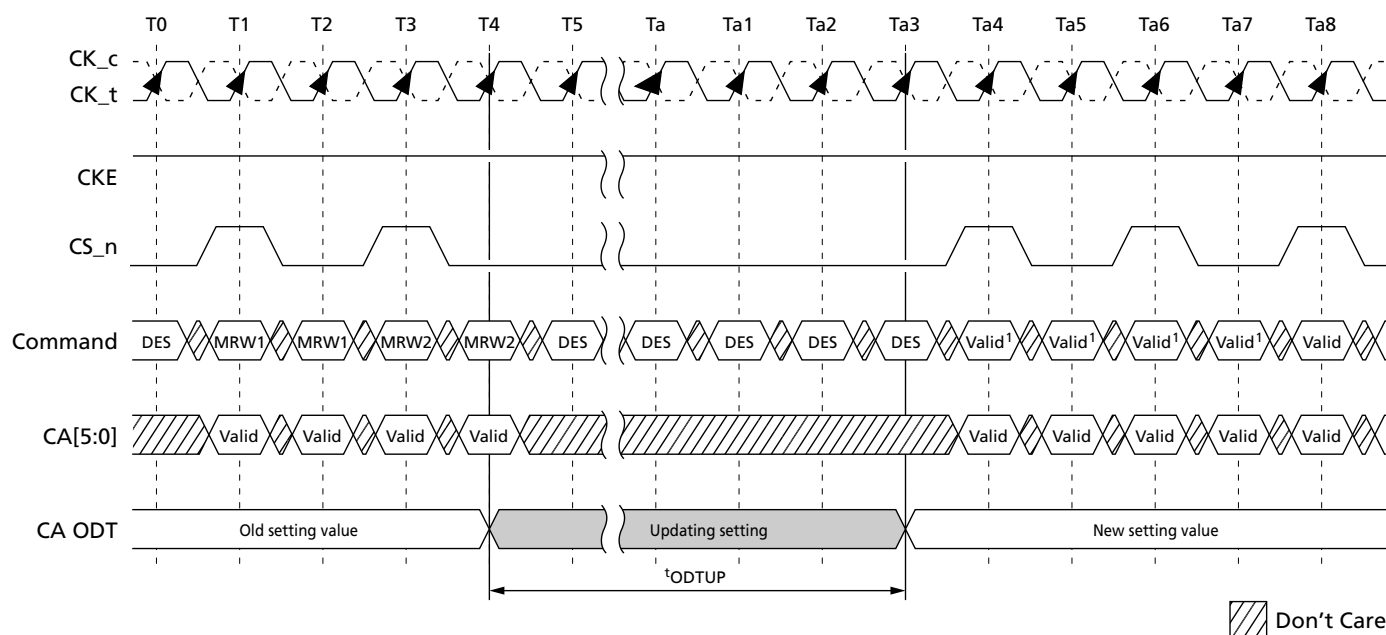 T0 T1 T2 T3 T4 T5 Ta Ta1 Ta2 Ta3 Ta4 Ta5 Ta6 Ta7 Ta8
CK_c
CK_t
CKE
CS_n
Command DES MRW1 MRW1 MRW2 MRW2 DES DES DES DES DES Valid¹ Valid¹ Valid¹ Valid¹ Valid
CA[5:0] Valid Valid Valid Valid Valid Valid Valid Valid Valid
CA ODT Old setting value Updating setting New setting value
ᵗODTUP
Don't Care